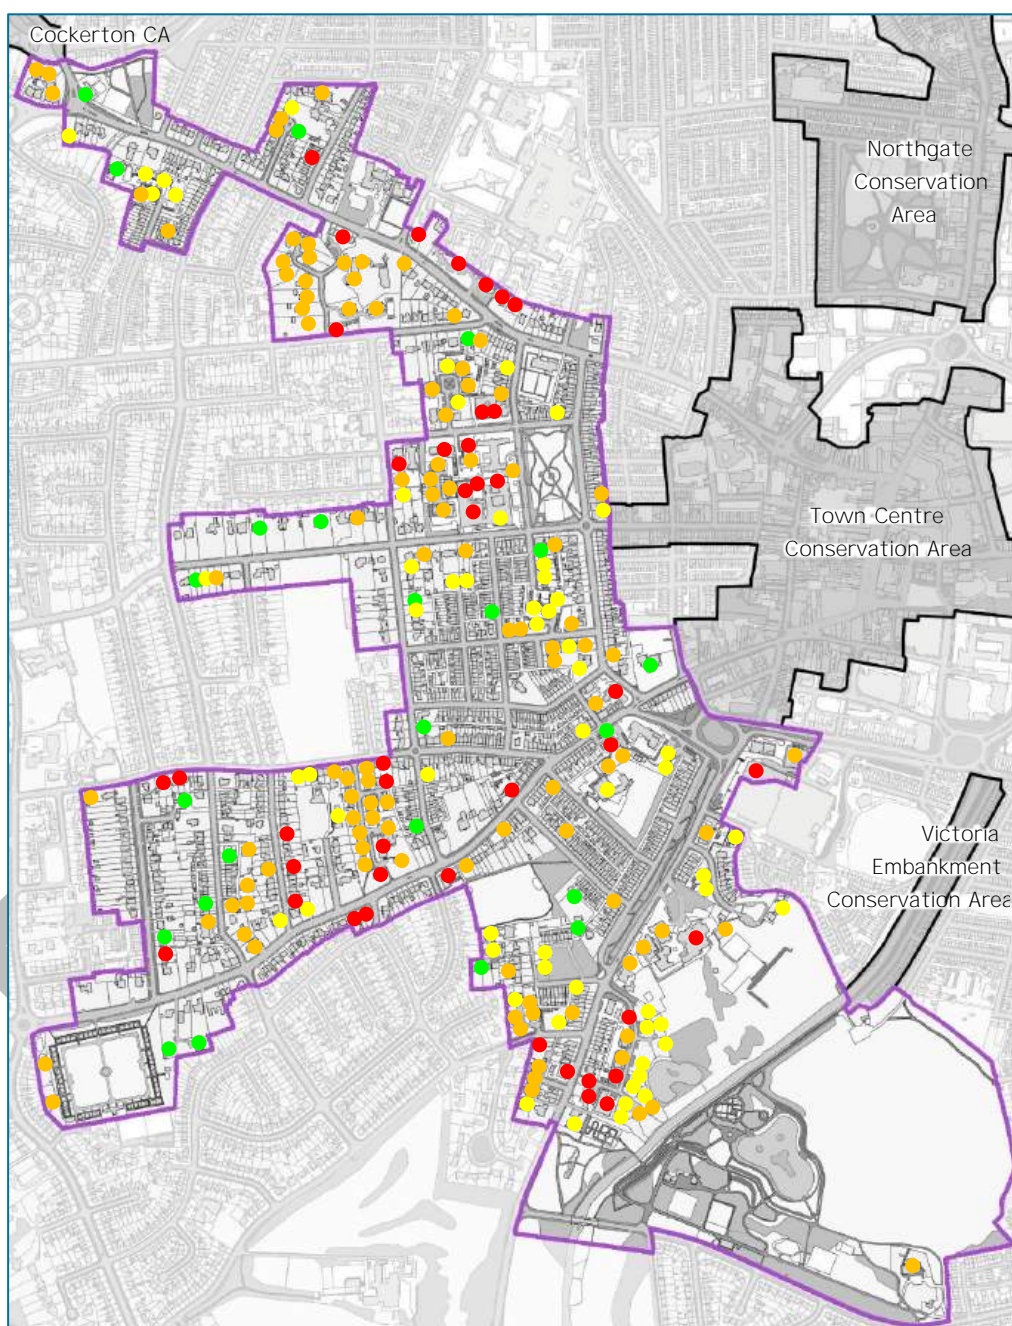 Cockerton CA
Northgate
Conservation
Area
Town Centre
Conservation Area
Victoria
Embankment
Conservation Area